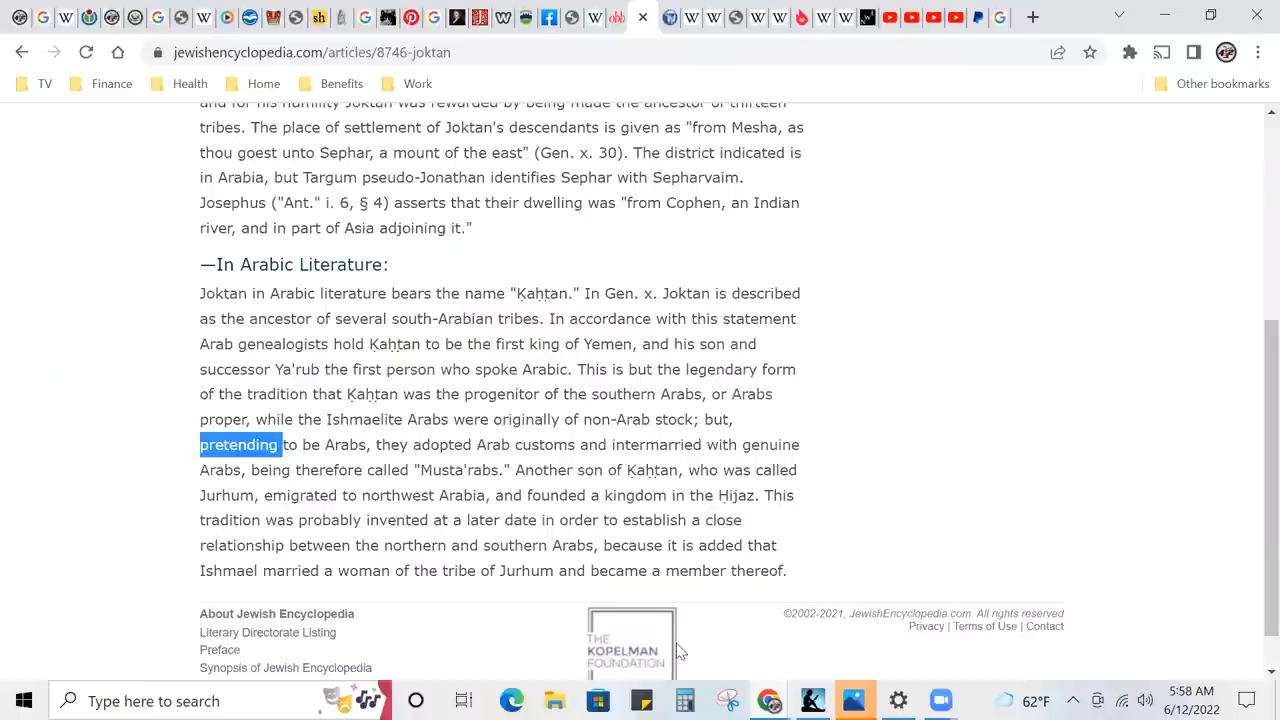 jewishencyclopedia.com/articles/8746-joktan
TV Finance Health Home Benefits Work Other bookmarks
and for his humility Joktan was rewarded by being made the ancestor of thirteen
tribes. The place of settlement of Joktan's descendants is given as "from Mesha, as
thou goest unto Sephar, a mount of the east" (Gen. x. 30). The district indicated is
in Arabia, but Targum pseudo-Jonathan identifies Sephar with Sepharvaim.
Josephus ("Ant." i. 6, § 4) asserts that their dwelling was "from Cophen, an Indian
river, and in part of Asia adjoining it."
—In Arabic Literature:
Joktan in Arabic literature bears the name "Ḳaḥṭan." In Gen. x. Joktan is described
as the ancestor of several south-Arabian tribes. In accordance with this statement
Arab genealogists hold Ḳaḥṭan to be the first king of Yemen, and his son and
successor Ya'rub the first person who spoke Arabic. This is but the legendary form
of the tradition that Ḳaḥṭan was the progenitor of the southern Arabs, or Arabs
proper, while the Ishmaelite Arabs were originally of non-Arab stock; but,
pretending to be Arabs, they adopted Arab customs and intermarried with genuine
Arabs, being therefore called "Musta'rabs." Another son of Ḳaḥṭan, who was called
Jurhum, emigrated to northwest Arabia, and founded a kingdom in the Ḥijaz. This
tradition was probably invented at a later date in order to establish a close
relationship between the northern and southern Arabs, because it is added that
Ishmael married a woman of the tribe of Jurhum and became a member thereof.
About Jewish Encyclopedia
Literary Directorate Listing
Preface
Synopsis of Jewish Encyclopedia
THE
KOPELMAN
FOUNDATION
©2002-2021, JewishEncyclopedia.com. All rights reserved
Privacy | Terms of Use | Contact
Type here to search
62°F
5:58 AM
6/12/2022